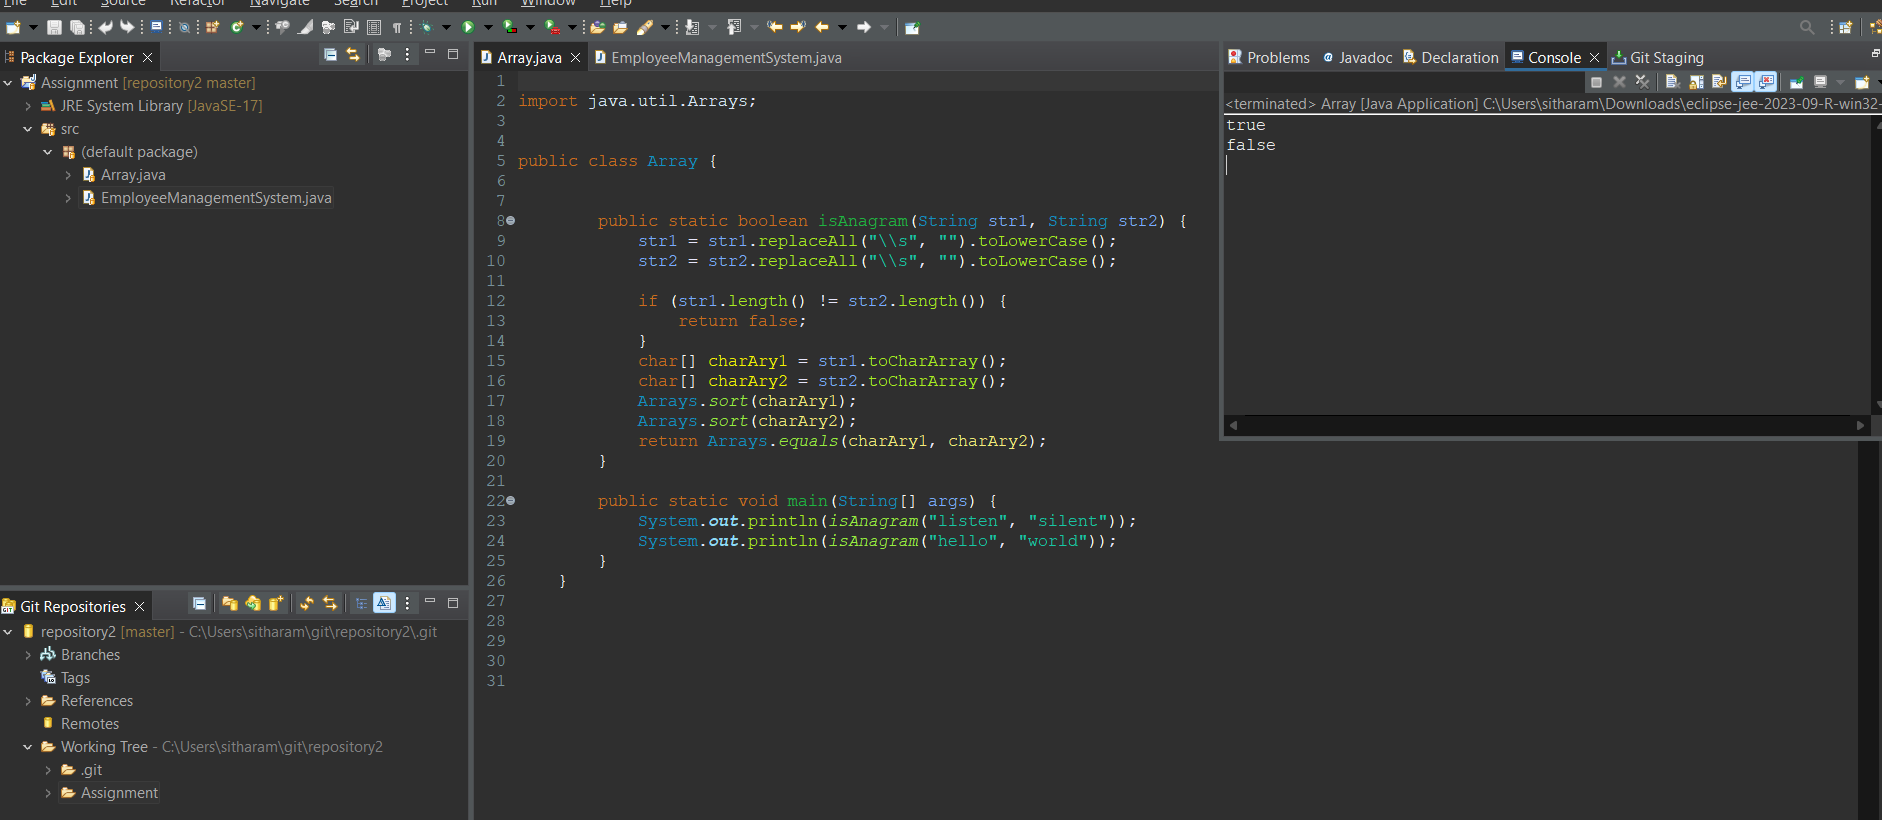 File Edit Source Refactor Navigate Search Project Run Window Help
Package Explorer
Assignment [repository2 master]
JRE System Library [JavaSE-17]
src
(default package)
Array.java
EmployeeManagementSystem.java
Git Repositories
repository2 [master] - C:\Users\sitharam\git\repository2\.git
Branches
Tags
References
Remotes
Working Tree - C:\Users\sitharam\git\repository2
.git
Assignment
Array.java EmployeeManagementSystem.java
1
2 import java.util.Arrays;
3
4
5 public class Array {
6
7
8 public static boolean isAnagram(String str1, String str2) {
9 str1 = str1.replaceAll("\\s", "").toLowerCase();
10 str2 = str2.replaceAll("\\s", "").toLowerCase();
11
12 if (str1.length() != str2.length()) {
13 return false;
14 }
15 char[] charAry1 = str1.toCharArray();
16 char[] charAry2 = str2.toCharArray();
17 Arrays.sort(charAry1);
18 Arrays.sort(charAry2);
19 return Arrays.equals(charAry1, charAry2);
20 }
21
22 public static void main(String[] args) {
23 System.out.println(isAnagram("listen", "silent"));
24 System.out.println(isAnagram("hello", "world"));
25 }
26 }
27
28
29
30
31
Problems Javadoc Declaration Console Git Staging
<terminated> Array [Java Application] C:\Users\sitharam\Downloads\eclipse-jee-2023-09-R-win32-
true
false